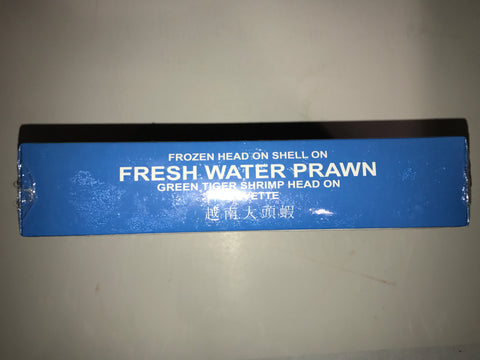 FROZEN HEAD ON SHELL ON
FRESH WATER PRAWN
GREEN TIGER SHRIMP HEAD ON
越南大頭蝦